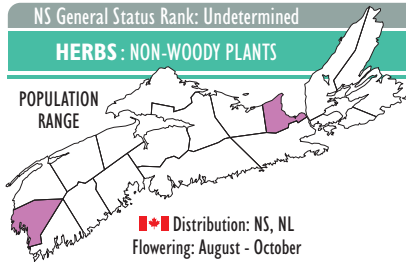 NS General Status Rank: Undetermined
HERBS : NON-WOODY PLANTS
POPULATION
RANGE
Distribution: NS, NL
Flowering: August - October